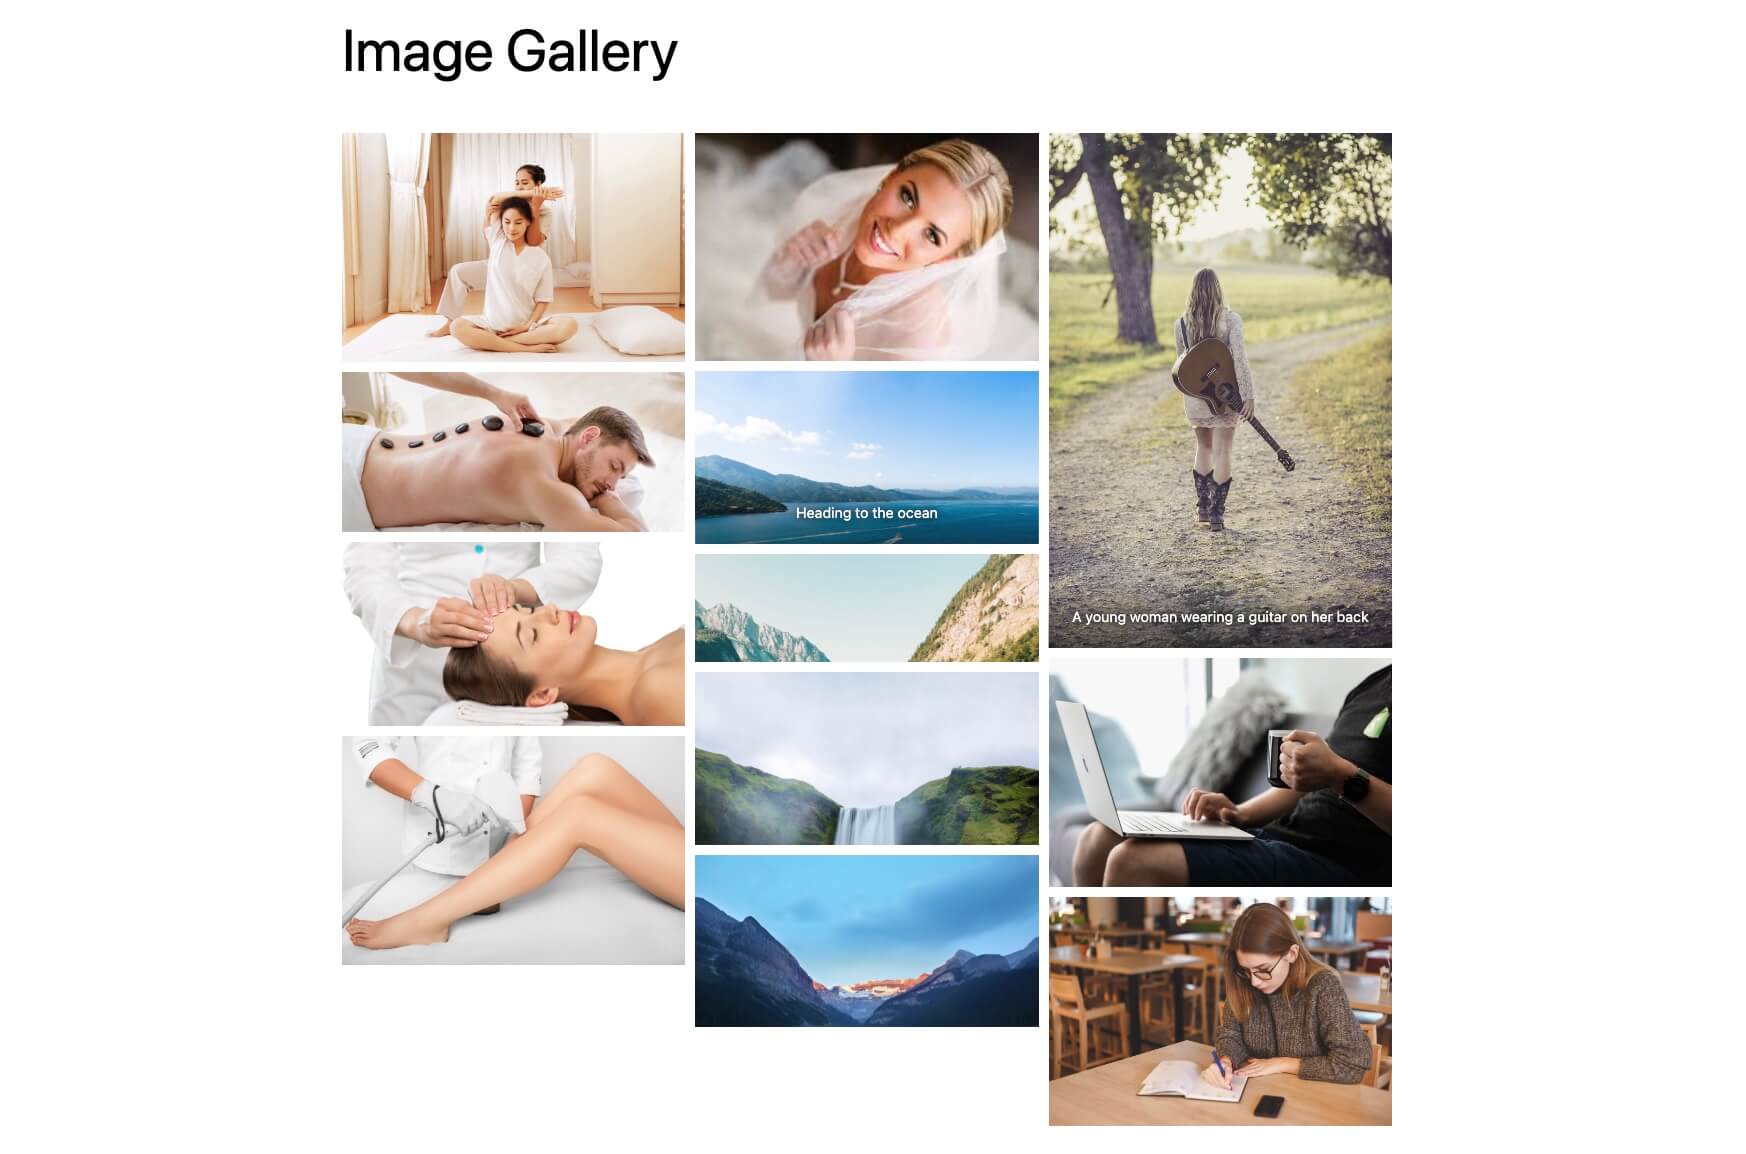 Image Gallery
Heading to the ocean
A young woman wearing a guitar on her back